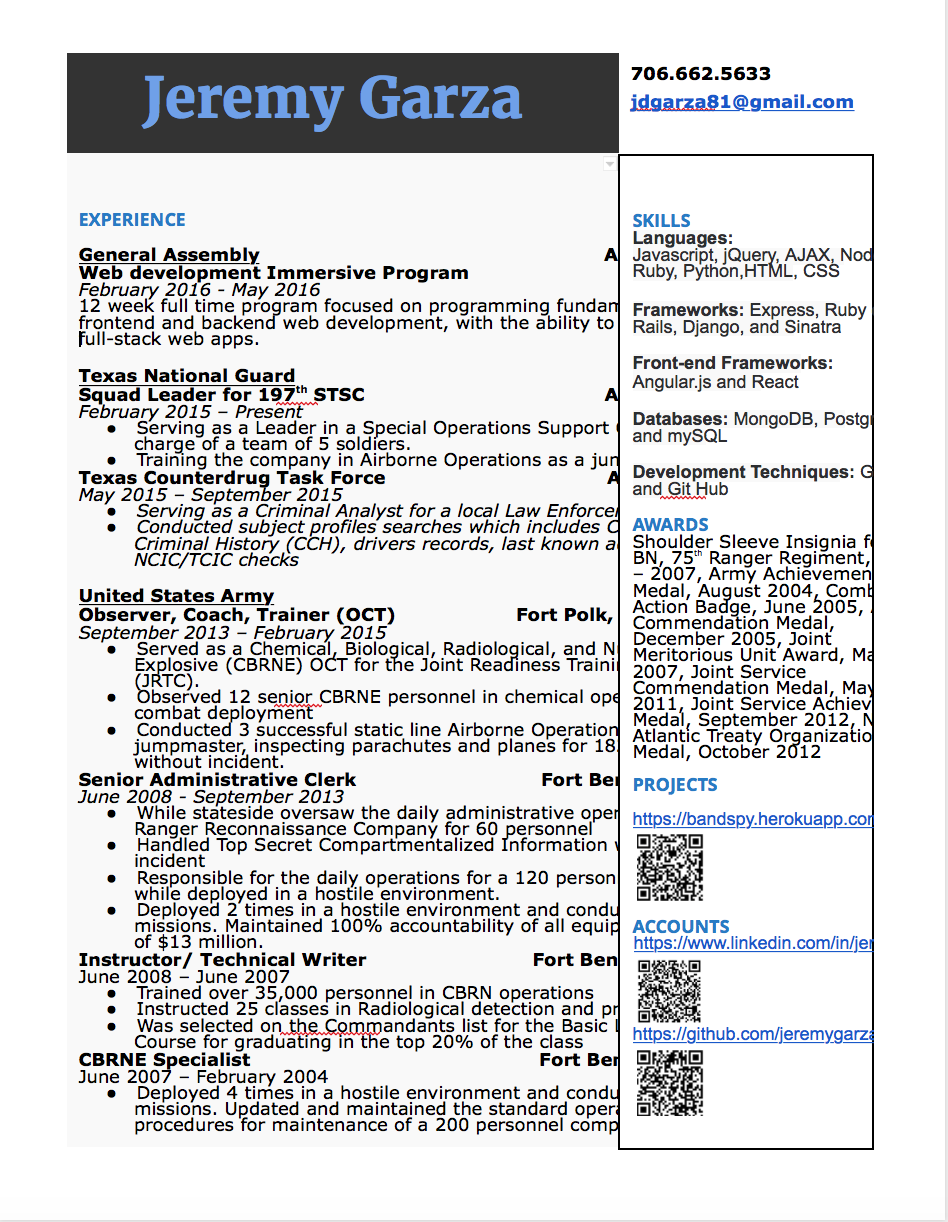 Jeremy Garza
706.662.5633
jdgarza81@gmail.com
EXPERIENCE
General Assembly A
Web development Immersive Program
February 2016 - May 2016
12 week full time program focused on programming fundam
frontend and backend web development, with the ability to
full-stack web apps.
Texas National Guard
Squad Leader for 197th STSC A
February 2015 – Present
● Serving as a Leader in a Special Operations Support
charge of a team of 5 soldiers.
● Training the company in Airborne Operations as a jun
Texas Counterdrug Task Force A
May 2015 – September 2015
● Serving as a Criminal Analyst for a local Law Enforcer
● Conducted subject profiles searches which includes C
Criminal History (CCH), drivers records, last known a
NCIC/TCIC checks
United States Army
Observer, Coach, Trainer (OCT) Fort Polk,
September 2013 – February 2015
● Served as a Chemical, Biological, Radiological, and N
Explosive (CBRNE) OCT for the Joint Readiness Traini
(JRTC).
● Observed 12 senior CBRNE personnel in chemical ope
combat deployment
● Conducted 3 successful static line Airborne Operation
jumpmaster, inspecting parachutes and planes for 18
without incident.
Senior Administrative Clerk Fort Ber
June 2008 - September 2013
● While stateside oversaw the daily administrative oper
Ranger Reconnaissance Company for 60 personnel
● Handled Top Secret Compartmentalized Information
incident
● Responsible for the daily operations for a 120 person
while deployed in a hostile environment.
● Deployed 2 times in a hostile environment and condu
missions. Maintained 100% accountability of all equip
of $13 million.
Instructor/ Technical Writer Fort Ben
June 2008 – June 2007
● Trained over 35,000 personnel in CBRN operations
● Instructed 25 classes in Radiological detection and pr
● Was selected on the Commandants list for the Basic L
Course for graduating in the top 20% of the class
CBRNE Specialist Fort Ber
June 2007 – February 2004
● Deployed 4 times in a hostile environment and condu
missions. Updated and maintained the standard opera
procedures for maintenance of a 200 personnel comp
SKILLS
Languages:
Javascript, jQuery, AJAX, Nod
Ruby, Python,HTML, CSS
Frameworks: Express, Ruby
Rails, Django, and Sinatra
Front-end Frameworks:
Angular.js and React
Databases: MongoDB, Postgr
and mySQL
Development Techniques: G
and Git Hub
AWARDS
Shoulder Sleeve Insignia f
BN, 75th Ranger Regiment,
– 2007, Army Achievemen
Medal, August 2004, Comb
Action Badge, June 2005,
Commendation Medal,
December 2005, Joint
Meritorious Unit Award, Ma
2007, Joint Service
Commendation Medal, May
2011, Joint Service Achiev
Medal, September 2012, N
Atlantic Treaty Organizatio
Medal, October 2012
PROJECTS
https://bandspy.herokuapp.cor
ACCOUNTS
https://www.linkedin.com/in/jer
https://github.com/jeremygarza